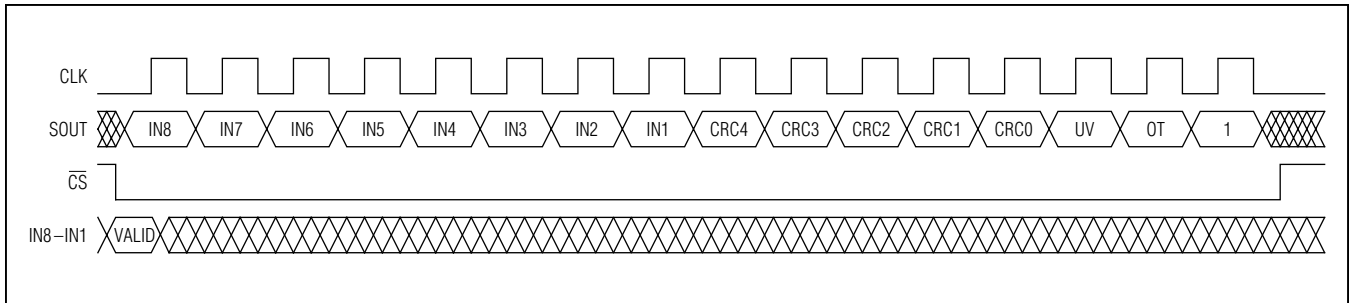 CLK
SOUT IN8 IN7 IN6 IN5 IN4 IN3 IN2 IN1 CRC4 CRC3 CRC2 CRC1 CRC0 UV OT 1
CS
IN8–IN1 VALID